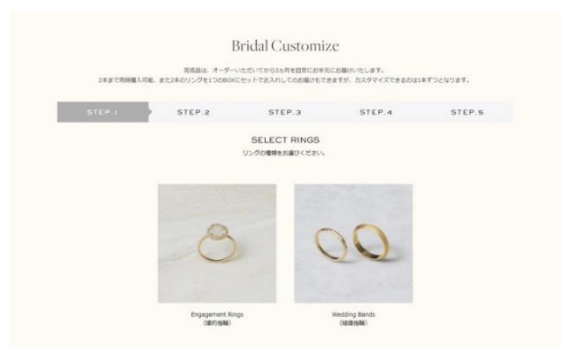 Bridal Customize
完成品は、オーダーいただいてから3ヵ月を目安にお手元にお届けいたします。
2本まで同時購入可能、また2本のリングを1つのBOXにセットでお入れしてのお届けもできますが、カスタマイズできるのは1本ずつとなります。
STEP.1 STEP.2 STEP.3 STEP.4 STEP.5
SELECT RINGS
リングの種類をお選びください。
Engagement Rings Wedding Bands
(婚約指輪) (結婚指輪)